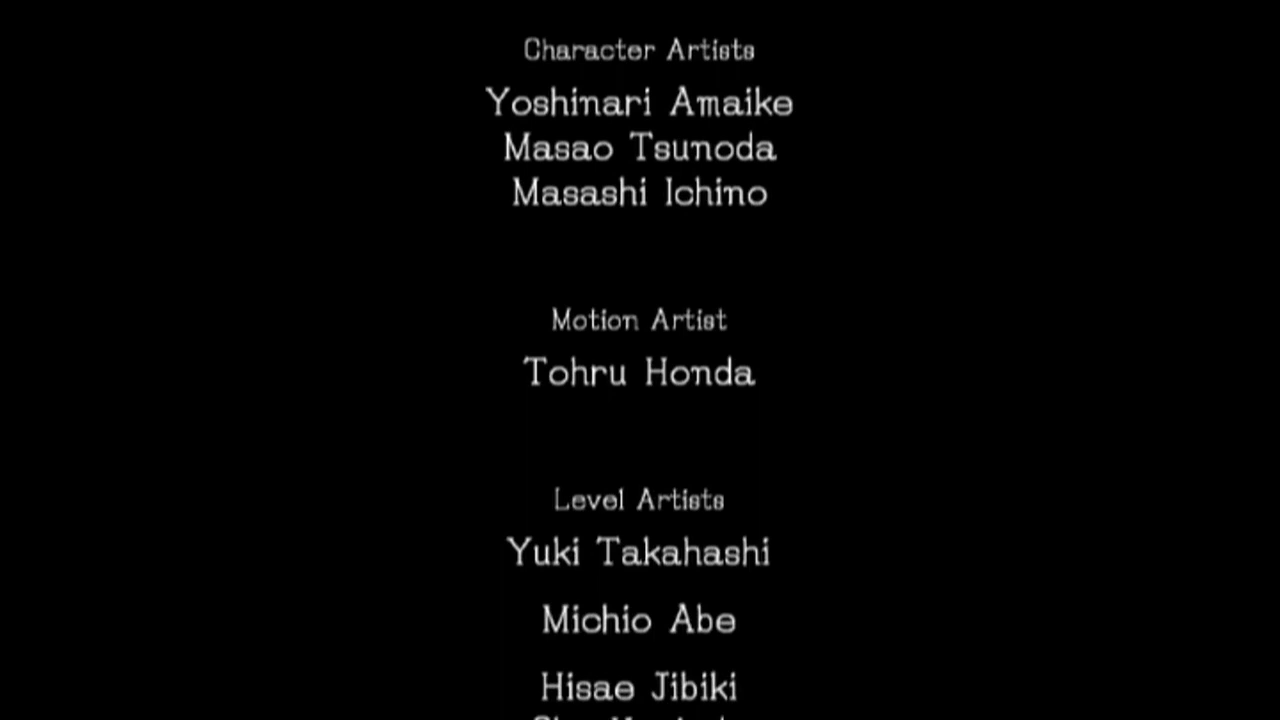 Character Artists
Yoshinari Amaike
Masao Tsunoda
Masashi Ichino
Motion Artist
Tohru Honda
Level Artists
Yuki Takahashi
Michio Abe
Hisae Jibiki